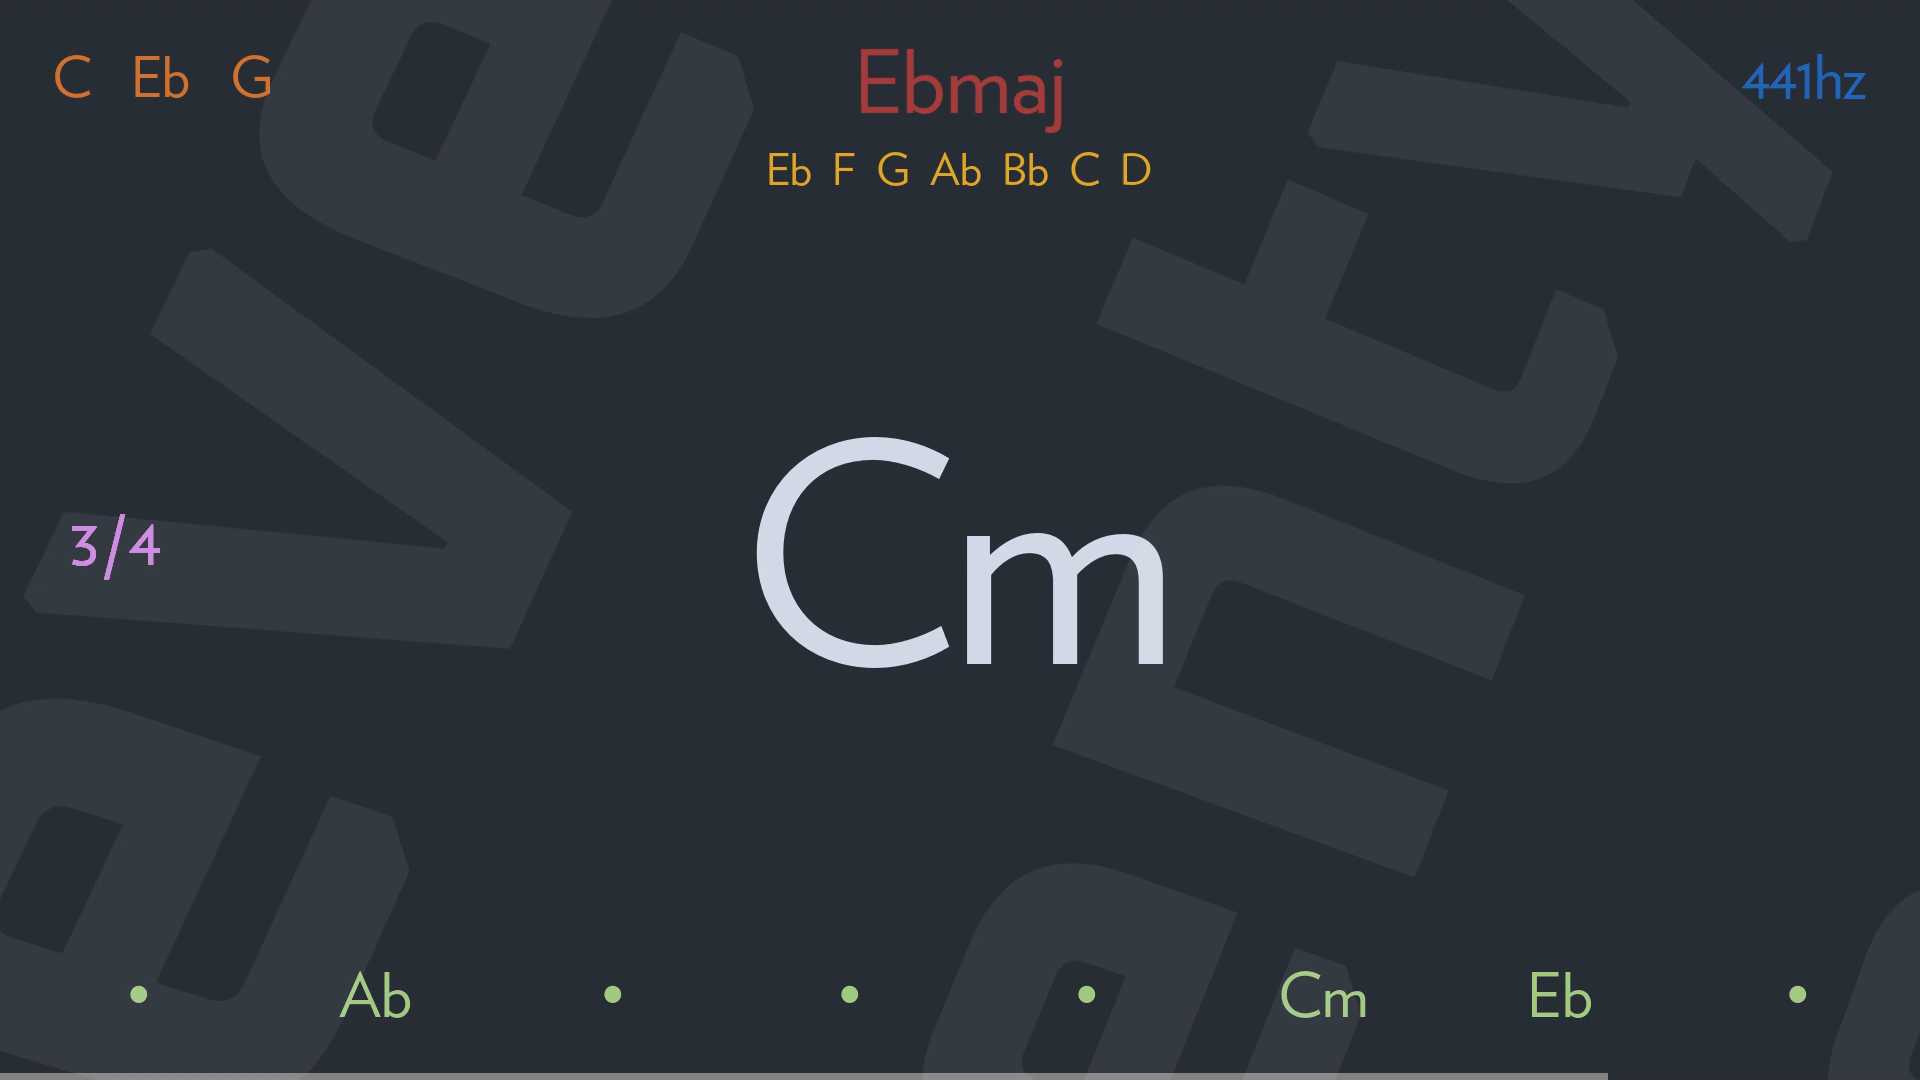 C Eb G
Ebmaj
441hz
Eb F G Ab Bb C D
Cm
3/4
• Ab • • • Cm Eb •